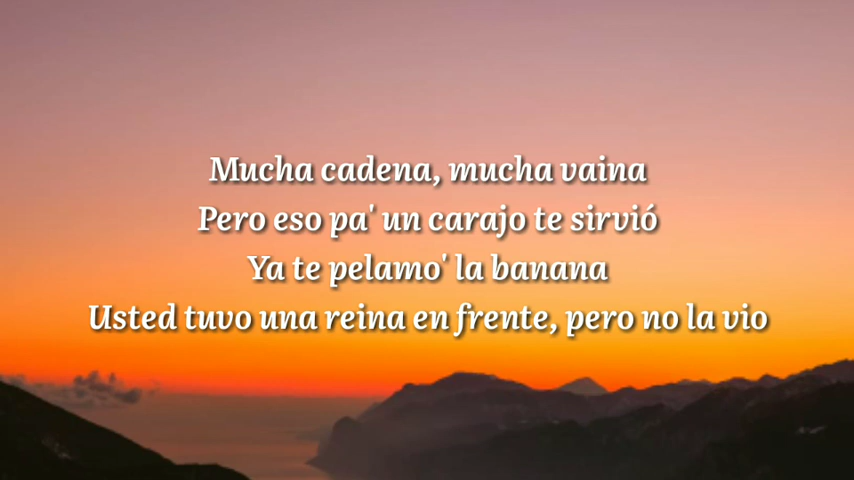 Mucha cadena, mucha vaina
Pero eso pa' un carajo te sirvió
Ya te pelamo' la banana
Usted tuvo una reina en frente, pero no la vio